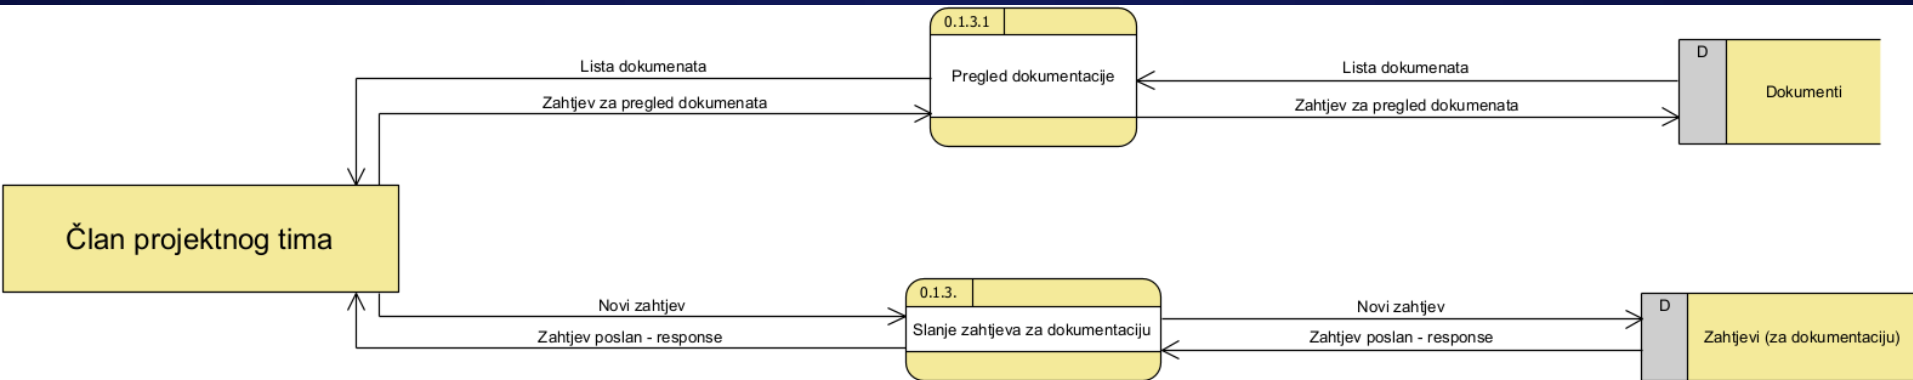 0.1.3.1
Lista dokumenata
Pregled dokumentacije
Lista dokumenata
D
Dokumenti
Zahtjev za pregled dokumenata
Zahtjev za pregled dokumenata
Član projektnog tima
0.1.3.
Novi zahtjev
Slanje zahtjeva za dokumentaciju
Novi zahtjev
D
Zahtjevi (za dokumentaciju)
Zahtjev poslan - response
Zahtjev poslan - response